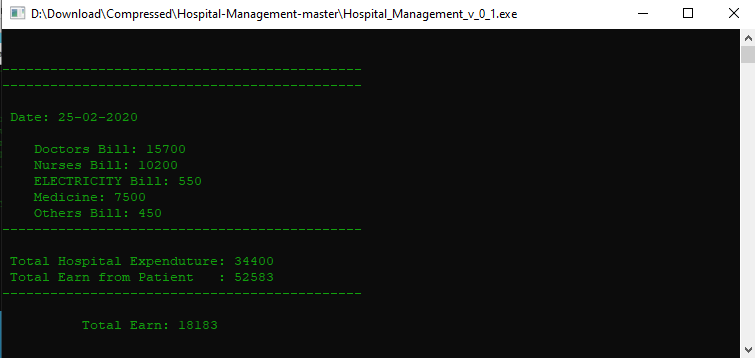 D:\Download\Compressed\Hospital-Management-master\Hospital_Management_v_0_1.exe
---------------------------------------------
---------------------------------------------
Date: 25-02-2020
Doctors Bill: 15700
Nurses Bill: 10200
ELECTRICITY Bill: 550
Medicine: 7500
Others Bill: 450
---------------------------------------------
Total Hospital Expenduture: 34400
Total Earn from Patient   : 52583
---------------------------------------------
Total Earn: 18183